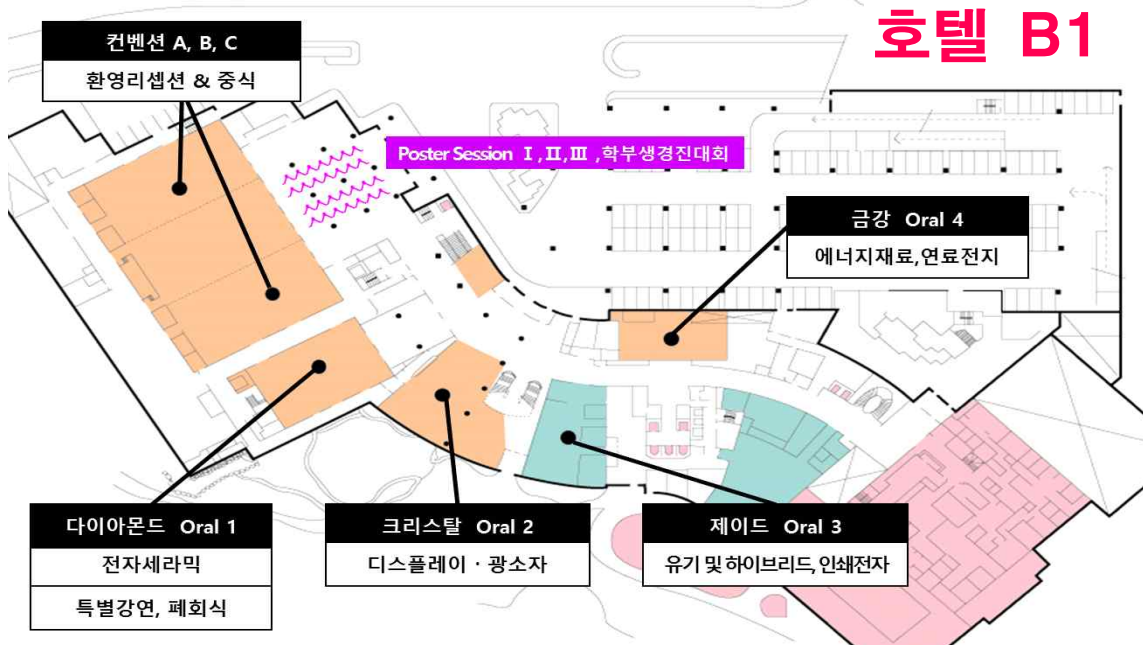 호텔 B1
컨벤션 A, B, C
환영리셉션 & 중식
Poster Session Ⅰ,Ⅱ,Ⅲ ,학부생경진대회
금강 Oral 4
에너지재료,연료전지
다이아몬드 Oral 1
전자세라믹
특별강연, 폐회식
크리스탈 Oral 2
디스플레이 · 광소자
제이드 Oral 3
유기 및 하이브리드, 인쇄전자